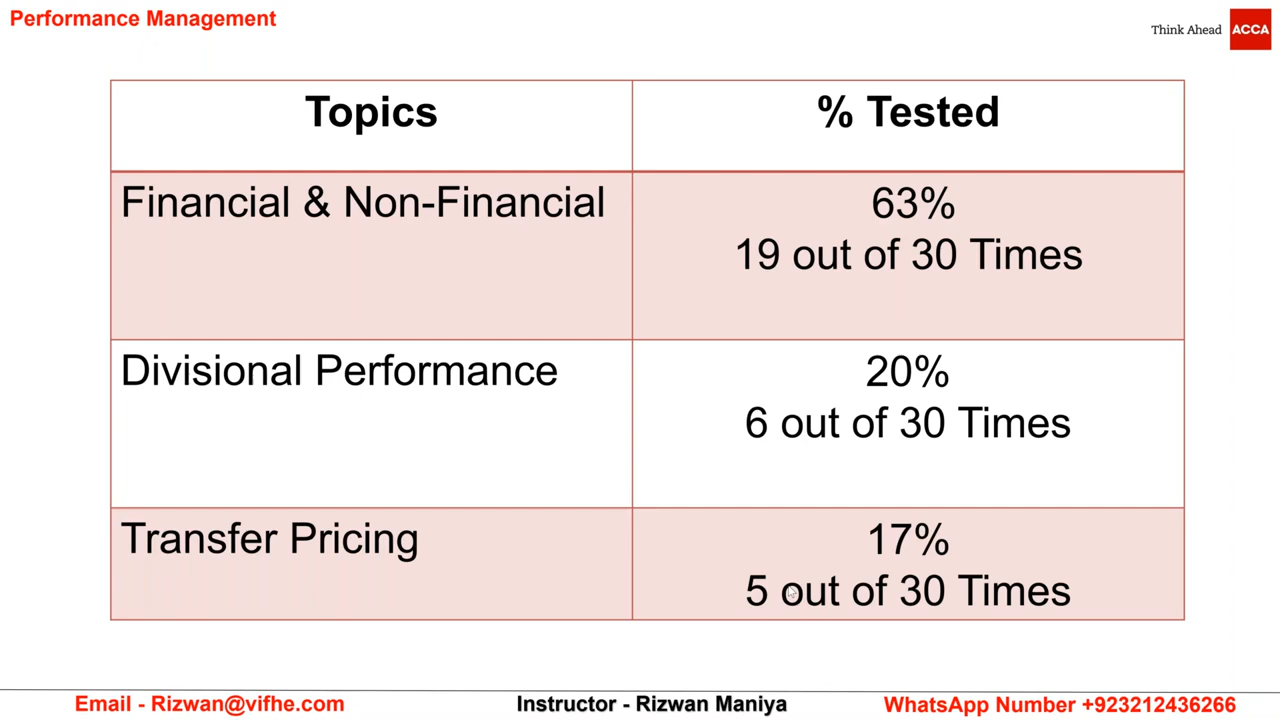 Performance Management
Think Ahead ACCA
Topics
% Tested
Financial & Non-Financial
63%
19 out of 30 Times
Divisional Performance
20%
6 out of 30 Times
Transfer Pricing
17%
5 out of 30 Times
Email - Rizwan@vifhe.com
Instructor - Rizwan Maniya
WhatsApp Number +923212436266